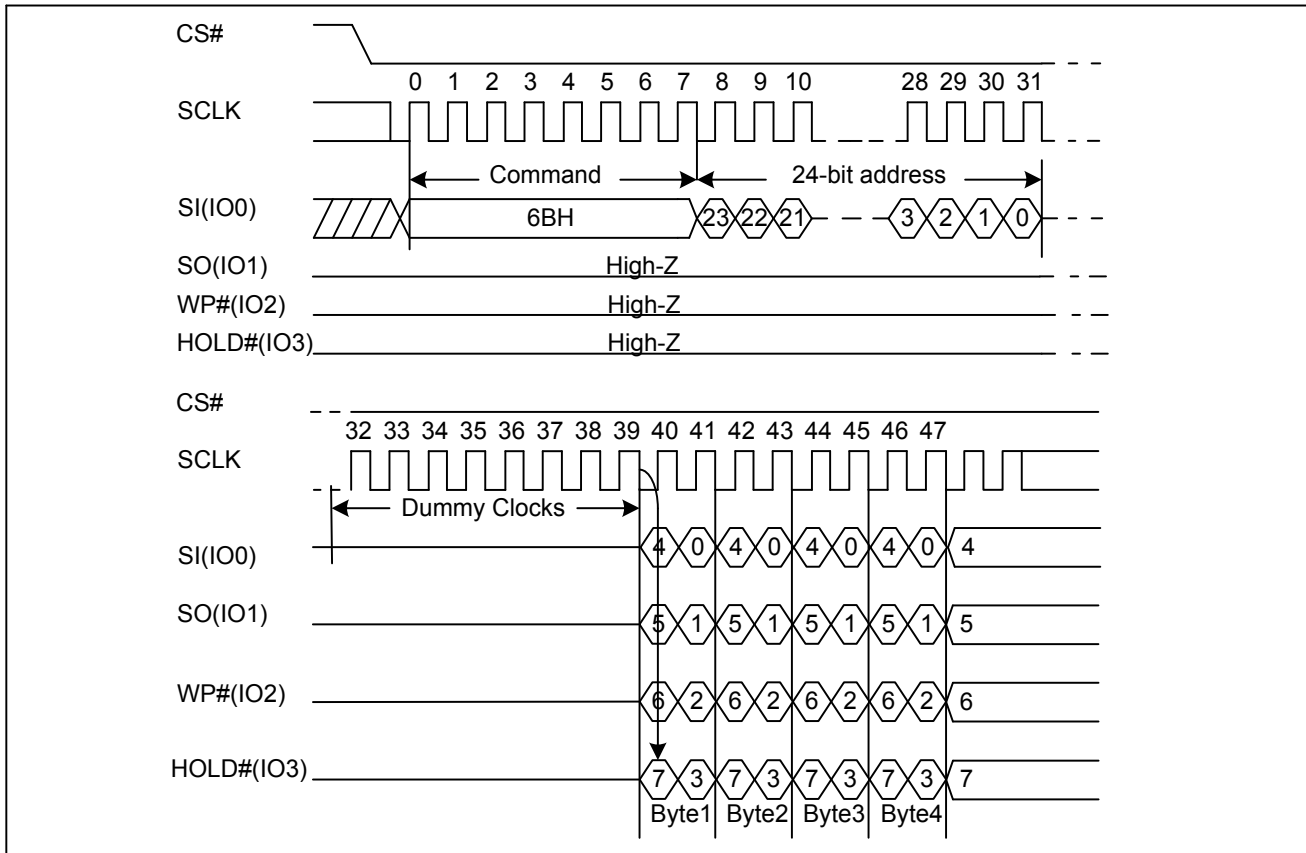 CS#
0 1 2 3 4 5 6 7 8 9 10 28 29 30 31
SCLK
Command 24-bit address
SI(IO0) 6BH 23 22 21 3 2 1 0
SO(IO1) High-Z
WP#(IO2) High-Z
HOLD#(IO3) High-Z
CS#
32 33 34 35 36 37 38 39 40 41 42 43 44 45 46 47
SCLK
Dummy Clocks
SI(IO0) 4 0 4 0 4 0 4 0 4
SO(IO1) 5 1 5 1 5 1 5 1 5
WP#(IO2) 6 2 6 2 6 2 6 2 6
HOLD#(IO3) 7 3 7 3 7 3 7 3 7
Byte1 Byte2 Byte3 Byte4